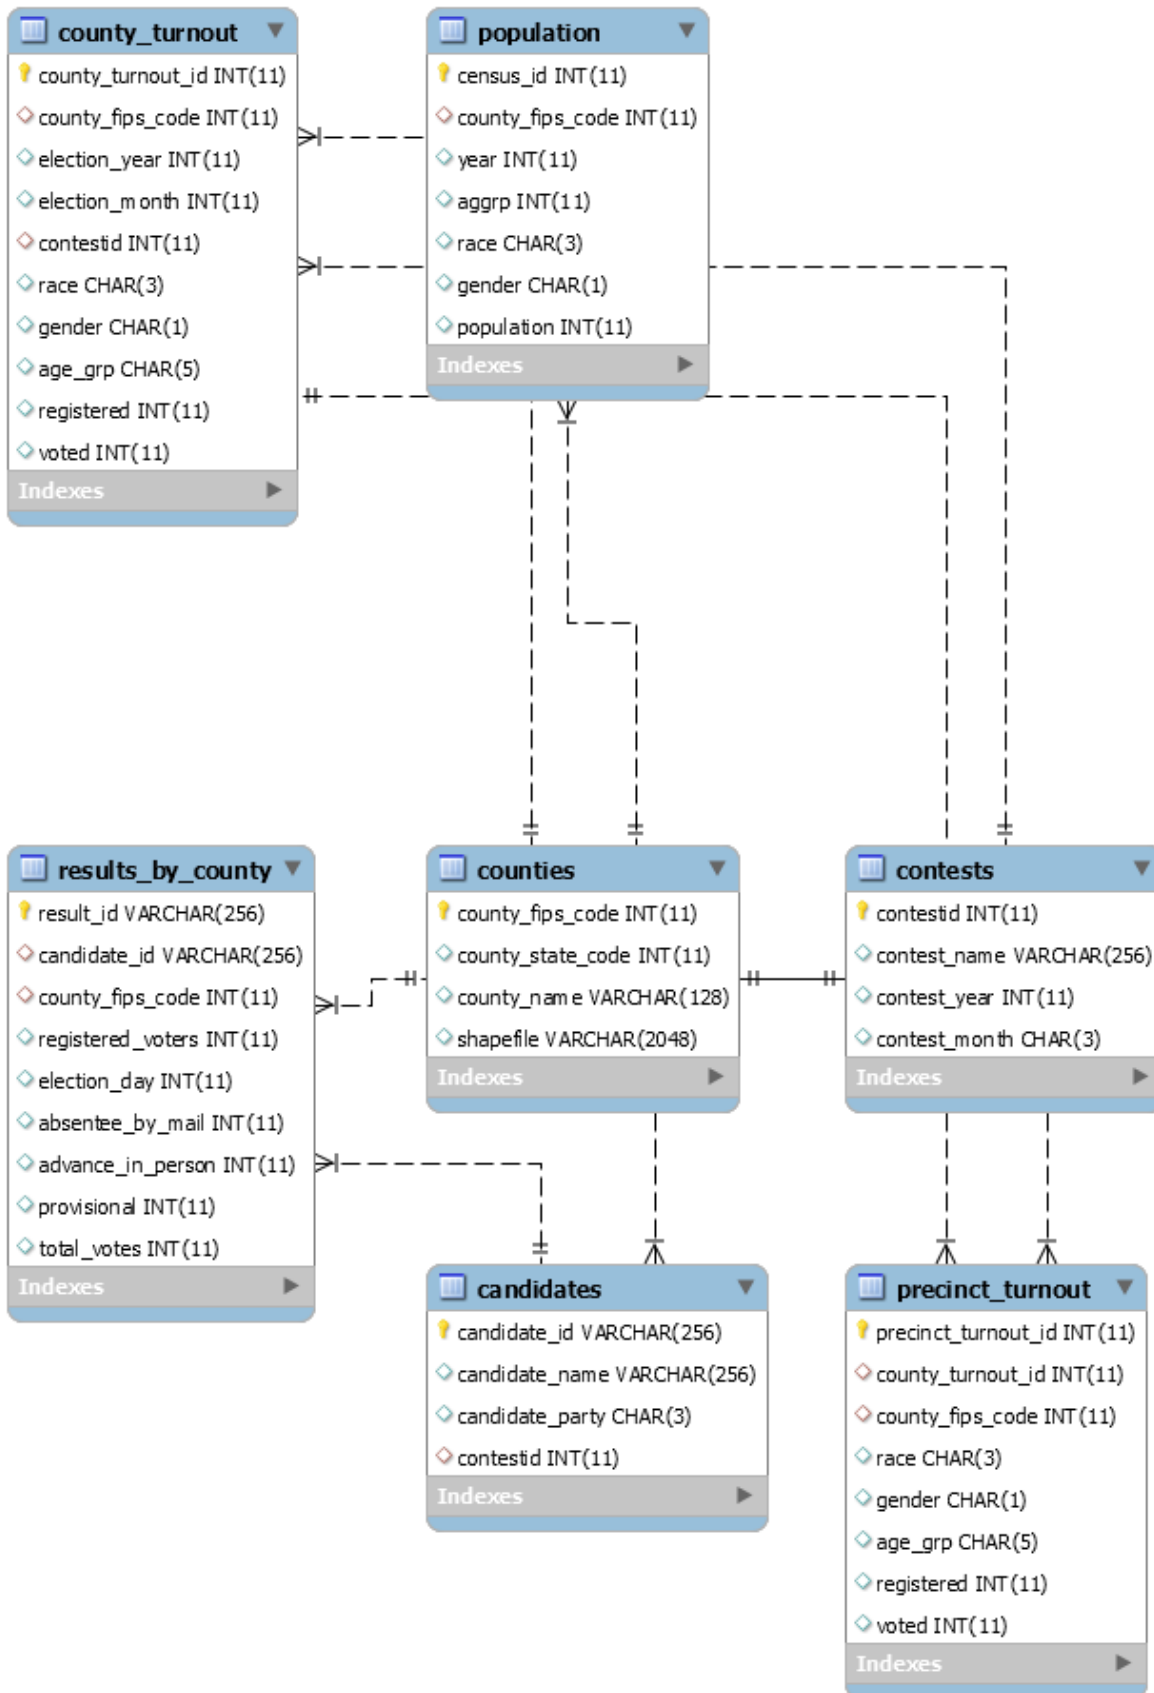 county_turnout
county_turnout_id INT(11)
county_fips_code INT(11)
election_year INT(11)
election_month INT(11)
contestid INT(11)
race CHAR(3)
gender CHAR(1)
age_grp CHAR(5)
registered INT(11)
voted INT(11)
Indexes
population
census_id INT(11)
county_fips_code INT(11)
year INT(11)
aggrp INT(11)
race CHAR(3)
gender CHAR(1)
population INT(11)
Indexes
results_by_county
result_id VARCHAR(256)
candidate_id VARCHAR(256)
county_fips_code INT(11)
registered_voters INT(11)
election_day INT(11)
absentee_by_mail INT(11)
advance_in_person INT(11)
provisional INT(11)
total_votes INT(11)
Indexes
counties
county_fips_code INT(11)
county_state_code INT(11)
county_name VARCHAR(128)
shapefile VARCHAR(2048)
Indexes
contests
contestid INT(11)
contest_name VARCHAR(256)
contest_year INT(11)
contest_month CHAR(3)
Indexes
candidates
candidate_id VARCHAR(256)
candidate_name VARCHAR(256)
candidate_party CHAR(3)
contestid INT(11)
Indexes
precinct_turnout
precinct_turnout_id INT(11)
county_turnout_id INT(11)
county_fips_code INT(11)
race CHAR(3)
gender CHAR(1)
age_grp CHAR(5)
registered INT(11)
voted INT(11)
Indexes